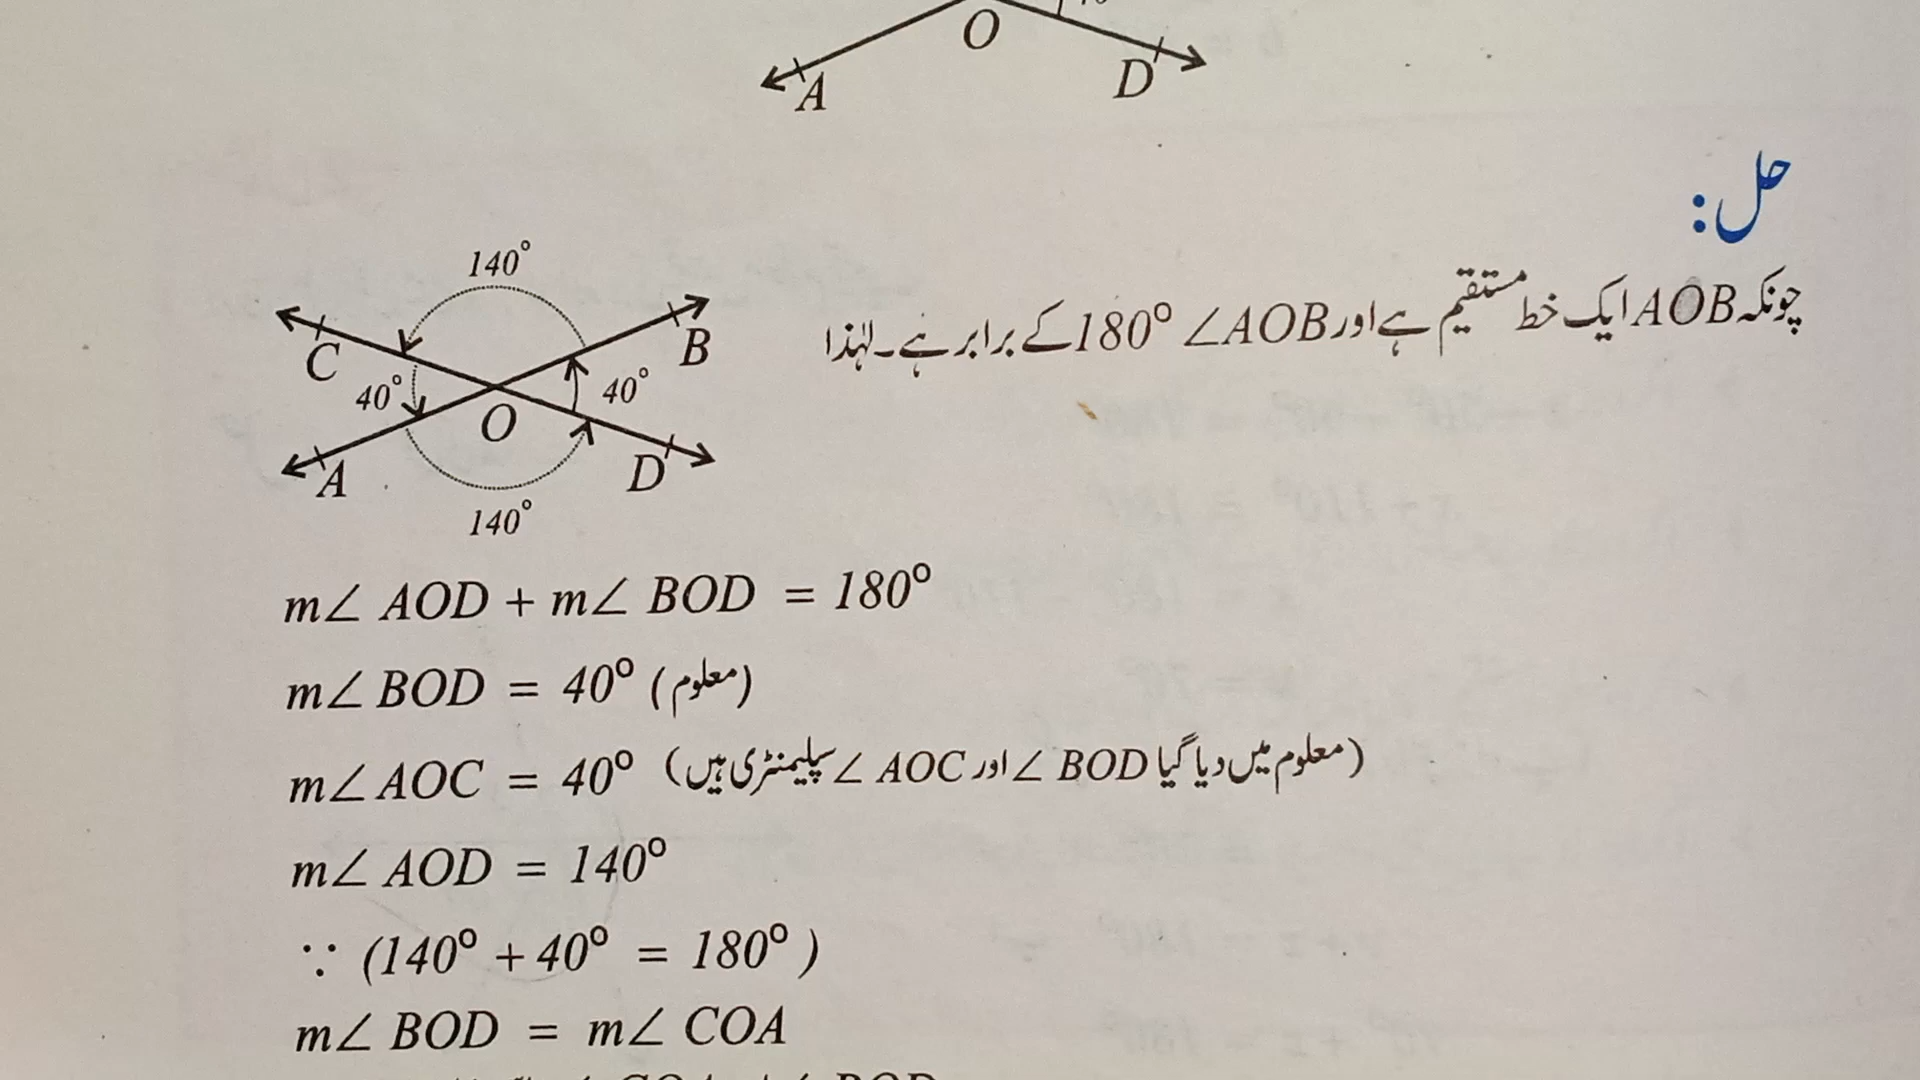 O
A
D
حل:
چونکہ AOB ایک خط مستقیم ہے اور ∠AOB 180° کے برابر ہے۔ لہٰذا
140°
C
B
40°
40°
O
A
D
140°
m∠ AOD + m∠ BOD = 180°
m∠ BOD = 40° (معلوم)
m∠ AOC = 40° (معلوم میں دیا گیا ∠ BOD اور ∠ AOC سپلیمنٹری ہیں)
m∠ AOD = 140°
∵ (140° + 40° = 180°)
m∠ BOD = m∠ COA